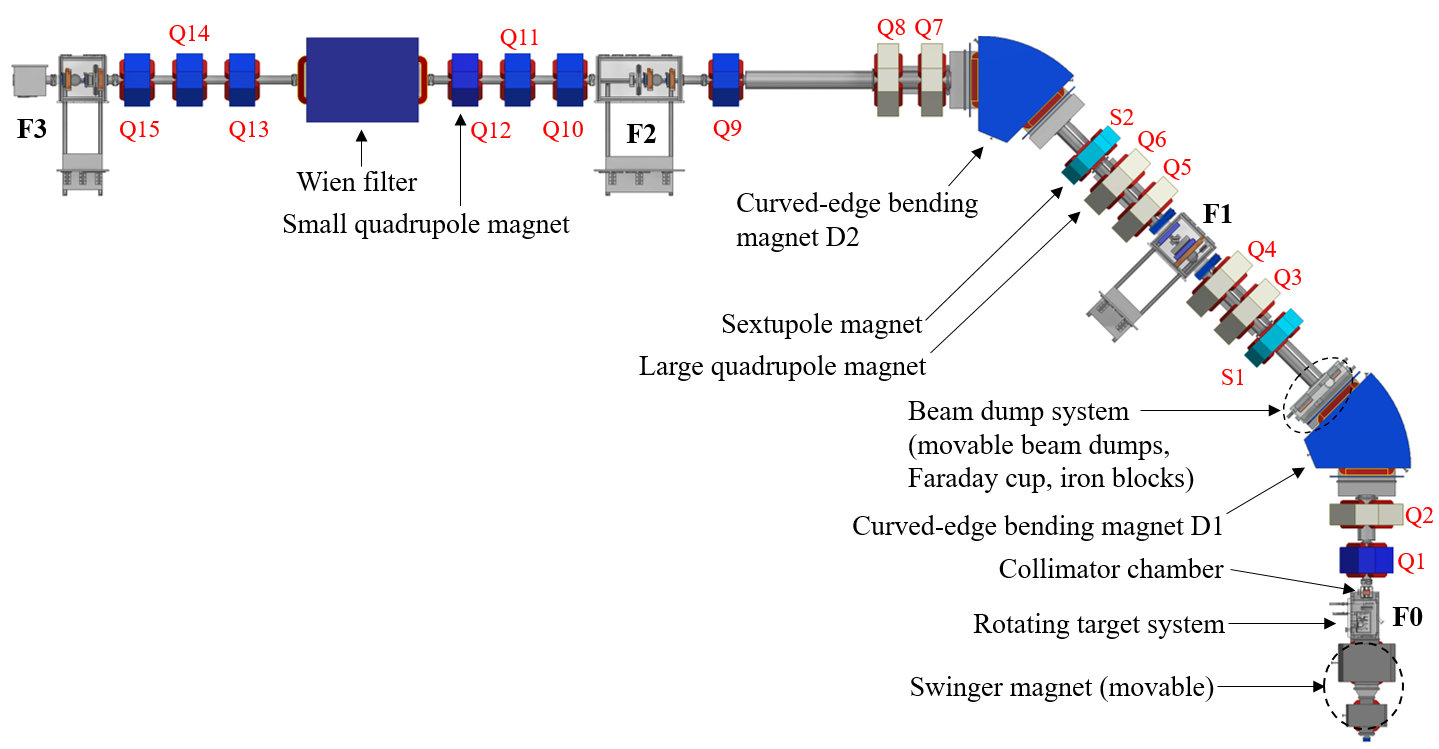 Q14
Q11
Q8
Q7
F3
Q15
Q13
Q12
Q10
F2
Q9
S2
Q6
Q5
F1
Wien filter
Small quadrupole magnet
Curved-edge bending
magnet D2
Q4
Q3
Sextupole magnet
Large quadrupole magnet
S1
Beam dump system
(movable beam dumps,
Faraday cup, iron blocks)
Curved-edge bending magnet D1
Q2
Collimator chamber
Q1
Rotating target system
F0
Swinger magnet (movable)